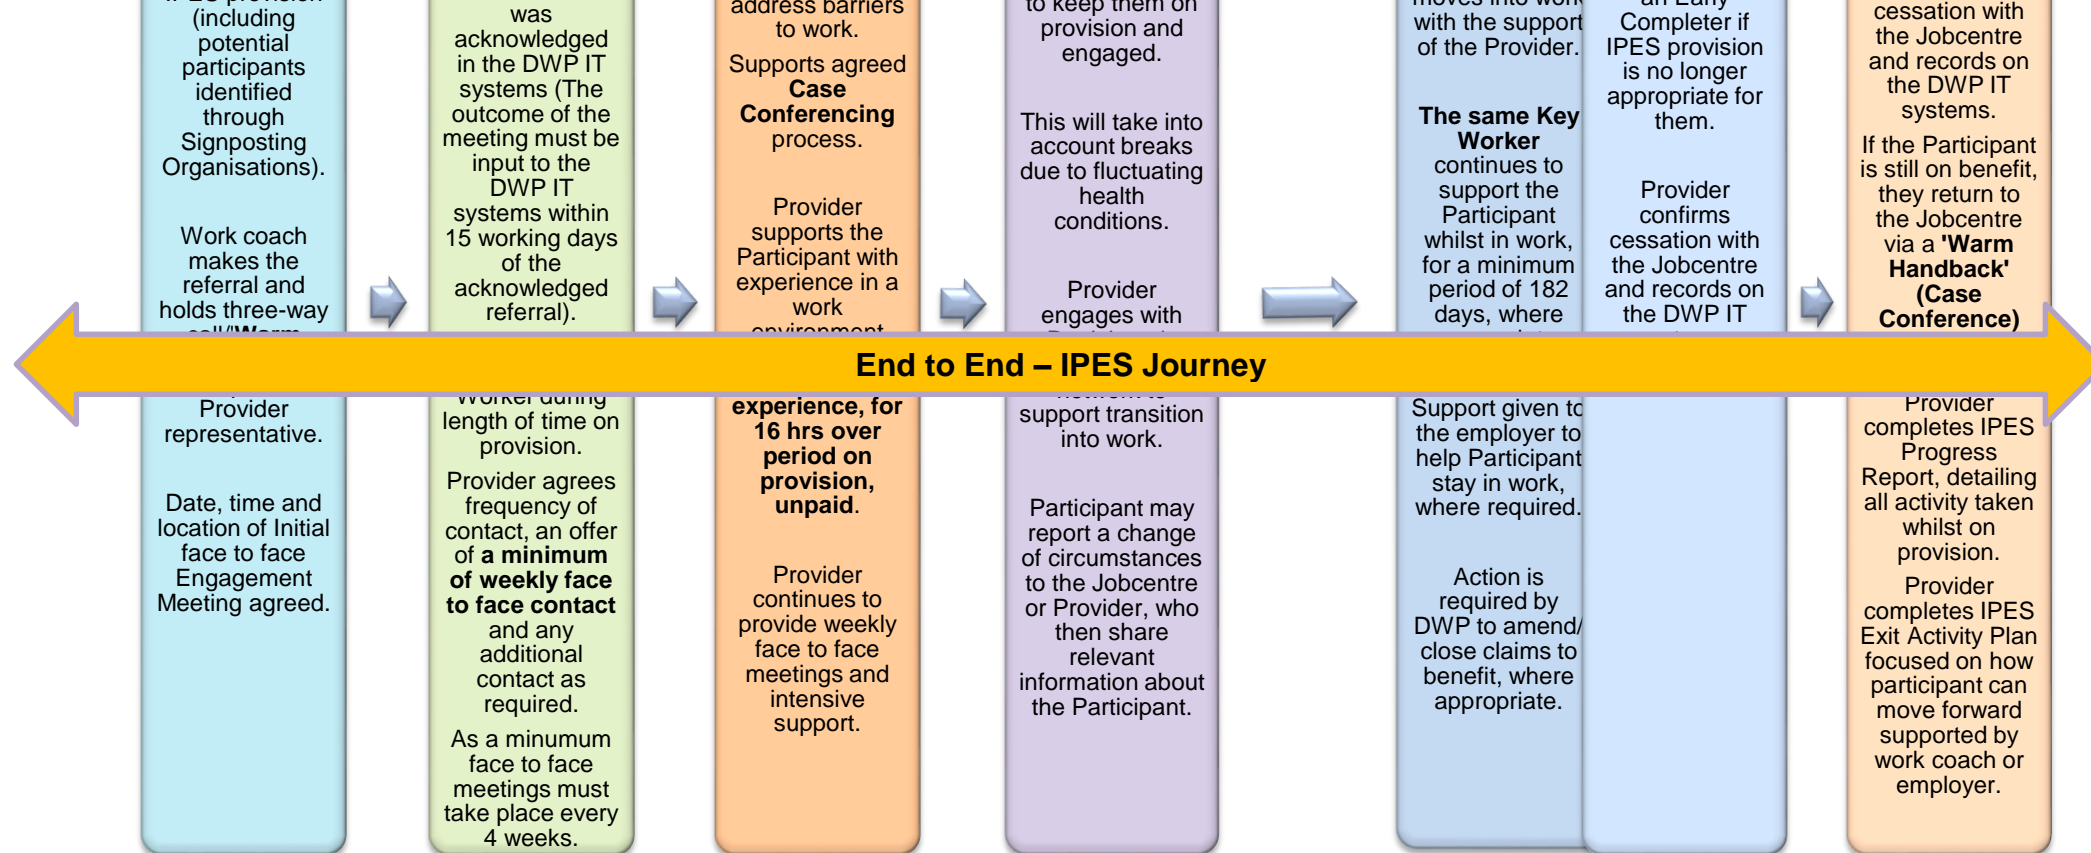 (including
potential
participants
identified
through
Signposting
Organisations).
Work coach
makes the
referral and
holds three-way
Provider
representative.
Date, time and
location of Initial
face to face
Engagement
Meeting agreed.
was
acknowledged
in the DWP IT
systems (The
outcome of the
meeting must be
input to the
DWP IT
systems within
15 working days
of the
acknowledged
referral).
Worker during
length of time on
provision.
Provider agrees
frequency of
contact, an offer
of a minimum
of weekly face
to face contact
and any
additional
contact as
required.
As a minumum
face to face
meetings must
take place every
4 weeks.
address barriers
to work.
Supports agreed
Case
Conferencing
process.
Provider
supports the
Participant with
experience in a
work
environment
experience, for
16 hrs over
period on
provision,
unpaid.
Provider
continues to
provide weekly
face to face
meetings and
intensive
support.
to keep them on
provision and
engaged.
This will take into
account breaks
due to fluctuating
health
conditions.
Provider
engages with
support transition
into work.
Participant may
report a change
of circumstances
to the Jobcentre
or Provider, who
then share
relevant
information about
the Participant.
moves into work
with the support
of the Provider.
The same Key
Worker
continues to
support the
Participant
whilst in work,
for a minimum
period of 182
days, where
Support given to
the employer to
help Participant
stay in work,
where required.
Action is
required by
DWP to amend/
close claims to
benefit, where
appropriate.
an Early
Completer if
IPES provision
is no longer
appropriate for
them.
Provider
confirms
cessation with
the Jobcentre
and records on
the DWP IT
cessation with
the Jobcentre
and records on
the DWP IT
systems.
If the Participant
is still on benefit,
they return to
the Jobcentre
via a 'Warm
Handback'
(Case
Conference)
Provider
completes IPES
Progress
Report, detailing
all activity taken
whilst on
provision.
Provider
completes IPES
Exit Activity Plan
focused on how
participant can
move forward
supported by
work coach or
employer.
End to End – IPES Journey